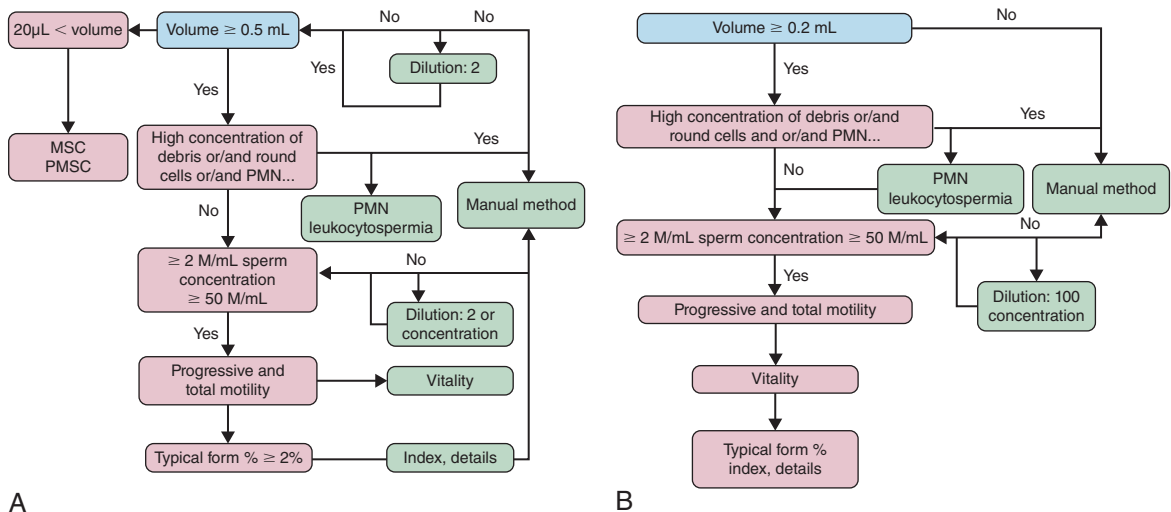 20µL < volume
Volume ≥ 0.5 mL
No
No
Yes
Dilution: 2
Yes
MSC
PMSC
High concentration of
debris or/and round
cells or/and PMN...
Yes
PMN
leukocytospermia
Manual method
No
≥ 2 M/mL sperm
concentration
≥ 50 M/mL
No
Dilution: 2 or
concentration
Yes
Progressive and
total motility
Vitality
Typical form % ≥ 2%
Index, details
A
Volume ≥ 0.2 mL
No
Yes
High concentration of debris or/and
round cells and or/and PMN...
Yes
No
PMN
leukocytospermia
Manual method
No
≥ 2 M/mL sperm concentration ≥ 50 M/mL
Yes
Dilution: 100
concentration
Progressive and total motility
Vitality
Typical form %
index, details
B